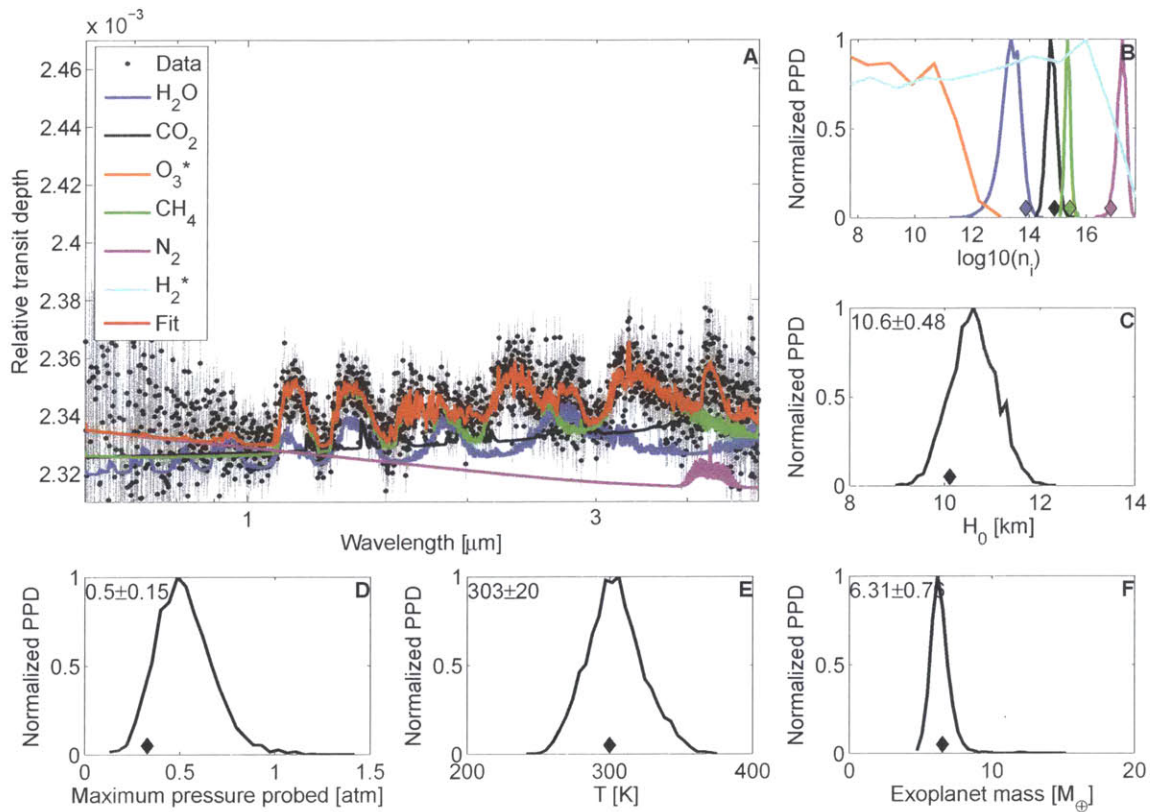 x 10⁻³
A
2.46
2.44
2.42
2.4
2.38
2.36
2.34
2.32
Relative transit depth
Data
H₂O
CO₂
O₃*
CH₄
N₂
H₂*
Fit
1
3
Wavelength [μm]
B
Normalized PPD
1
0.5
0
8
10
12
14
16
log10(nᵢ)
C
10.6±0.48
Normalized PPD
1
0.5
0
8
10
12
14
H₀ [km]
D
0.5±0.15
Normalized PPD
1
0.5
0
0
0.5
1
1.5
Maximum pressure probed [atm]
E
303±20
Normalized PPD
1
0.5
0
200
300
400
T [K]
F
6.31±0.76
Normalized PPD
1
0.5
0
0
10
20
Exoplanet mass [M⊕]